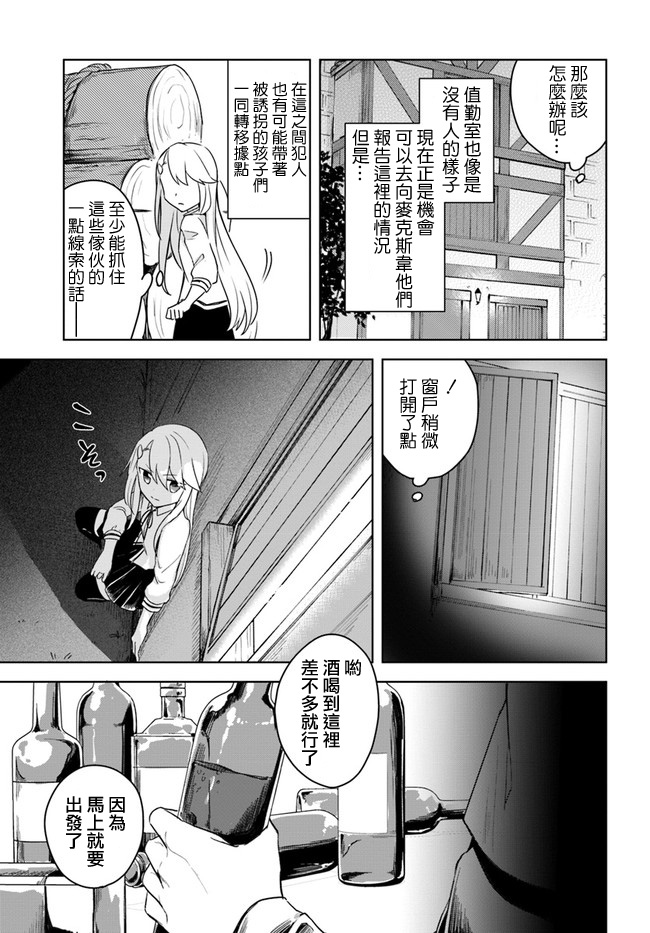 那麼該
怎麼辦呢…
值勤室也像是
沒有人的樣子
現在正是機會
可以去向麥克斯韋他們
報告這裡的情況
但是…
在這之間犯人
也有可能帶著
被誘拐的孩子們
一同轉移據點
至少能抓住
這些傢伙的
一點線索的話—
！
窗戶稍微
打開了點
そそ
喲
酒喝到這裡
差不多就行了
因為
馬上就要
出發了